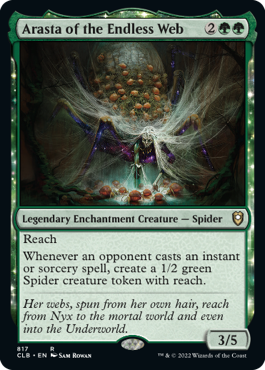 Arasta of the Endless Web 2
Legendary Enchantment Creature — Spider
Reach
Whenever an opponent casts an instant
or sorcery spell, create a 1/2 green
Spider creature token with reach.
Her webs, spun from her own hair, reach
from Nyx to the mortal world and even
into the Underworld.
3/5
817 R
CLB • EN Sam Rowan ™ & © 2022 Wizards of the Coast